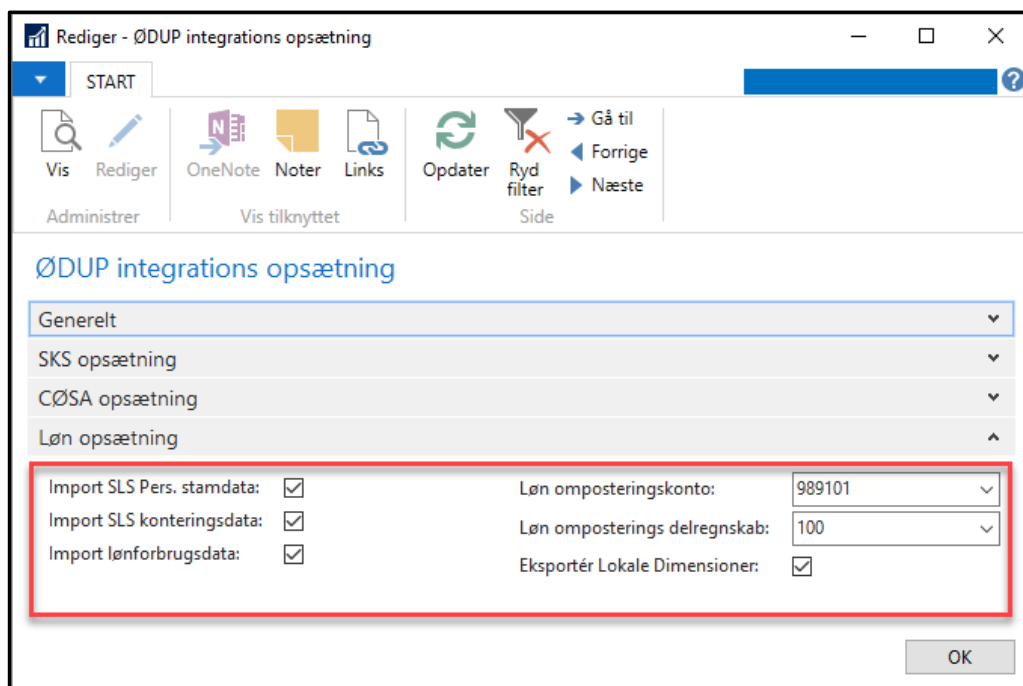 Rediger - ØDUP integrations opsætning
START
Vis
Rediger
OneNote
Noter
Links
Opdater
Ryd
filter
Gå til
Forrige
Næste
Administrer
Vis tilknyttet
Side
ØDUP integrations opsætning
Generelt
SKS opsætning
CØSA opsætning
Løn opsætning
Import SLS Pers. stamdata:
Import SLS konteringsdata:
Import lønforbrugsdata:
Løn omposteringskonto: 989101
Løn omposterings delregnskab: 100
Eksportér Lokale Dimensioner:
OK